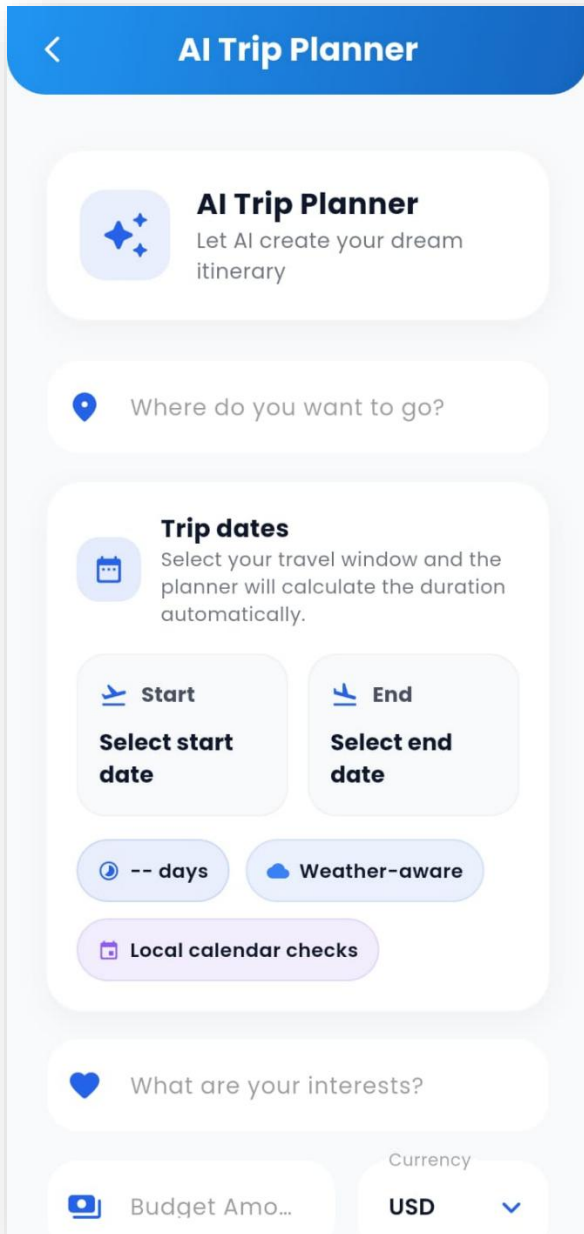 AI Trip Planner
AI Trip Planner
Let AI create your dream
itinerary
Where do you want to go?
Trip dates
Select your travel window and the
planner will calculate the duration
automatically.
Start
Select start
date
End
Select end
date
-- days
Weather-aware
Local calendar checks
What are your interests?
Budget Amo...
Currency
USD